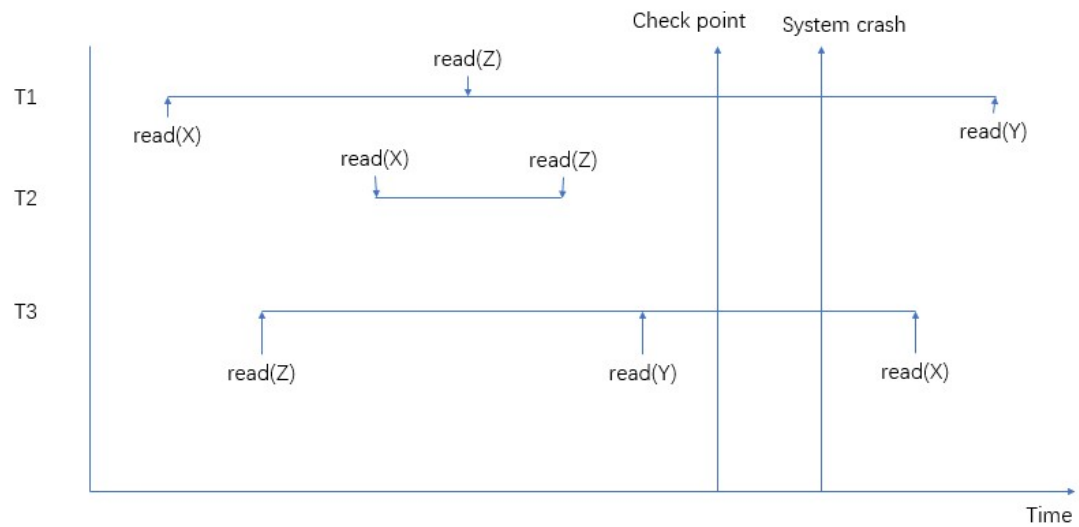 Check point
System crash
read(Z)
T1
read(X)
read(Y)
read(X)
read(Z)
T2
T3
read(Z)
read(Y)
read(X)
Time